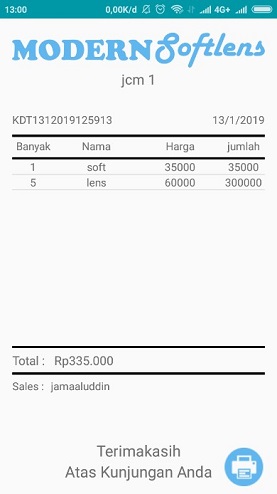 13:00 0,00K/d 4G+
MODERN Softlens
jcm 1
KDT1312019125913 13/1/2019
Banyak Nama Harga jumlah
1 soft 35000 35000
5 lens 60000 300000
Total : Rp335.000
Sales : jamaaluddin
Terimakasih
Atas Kunjungan Anda